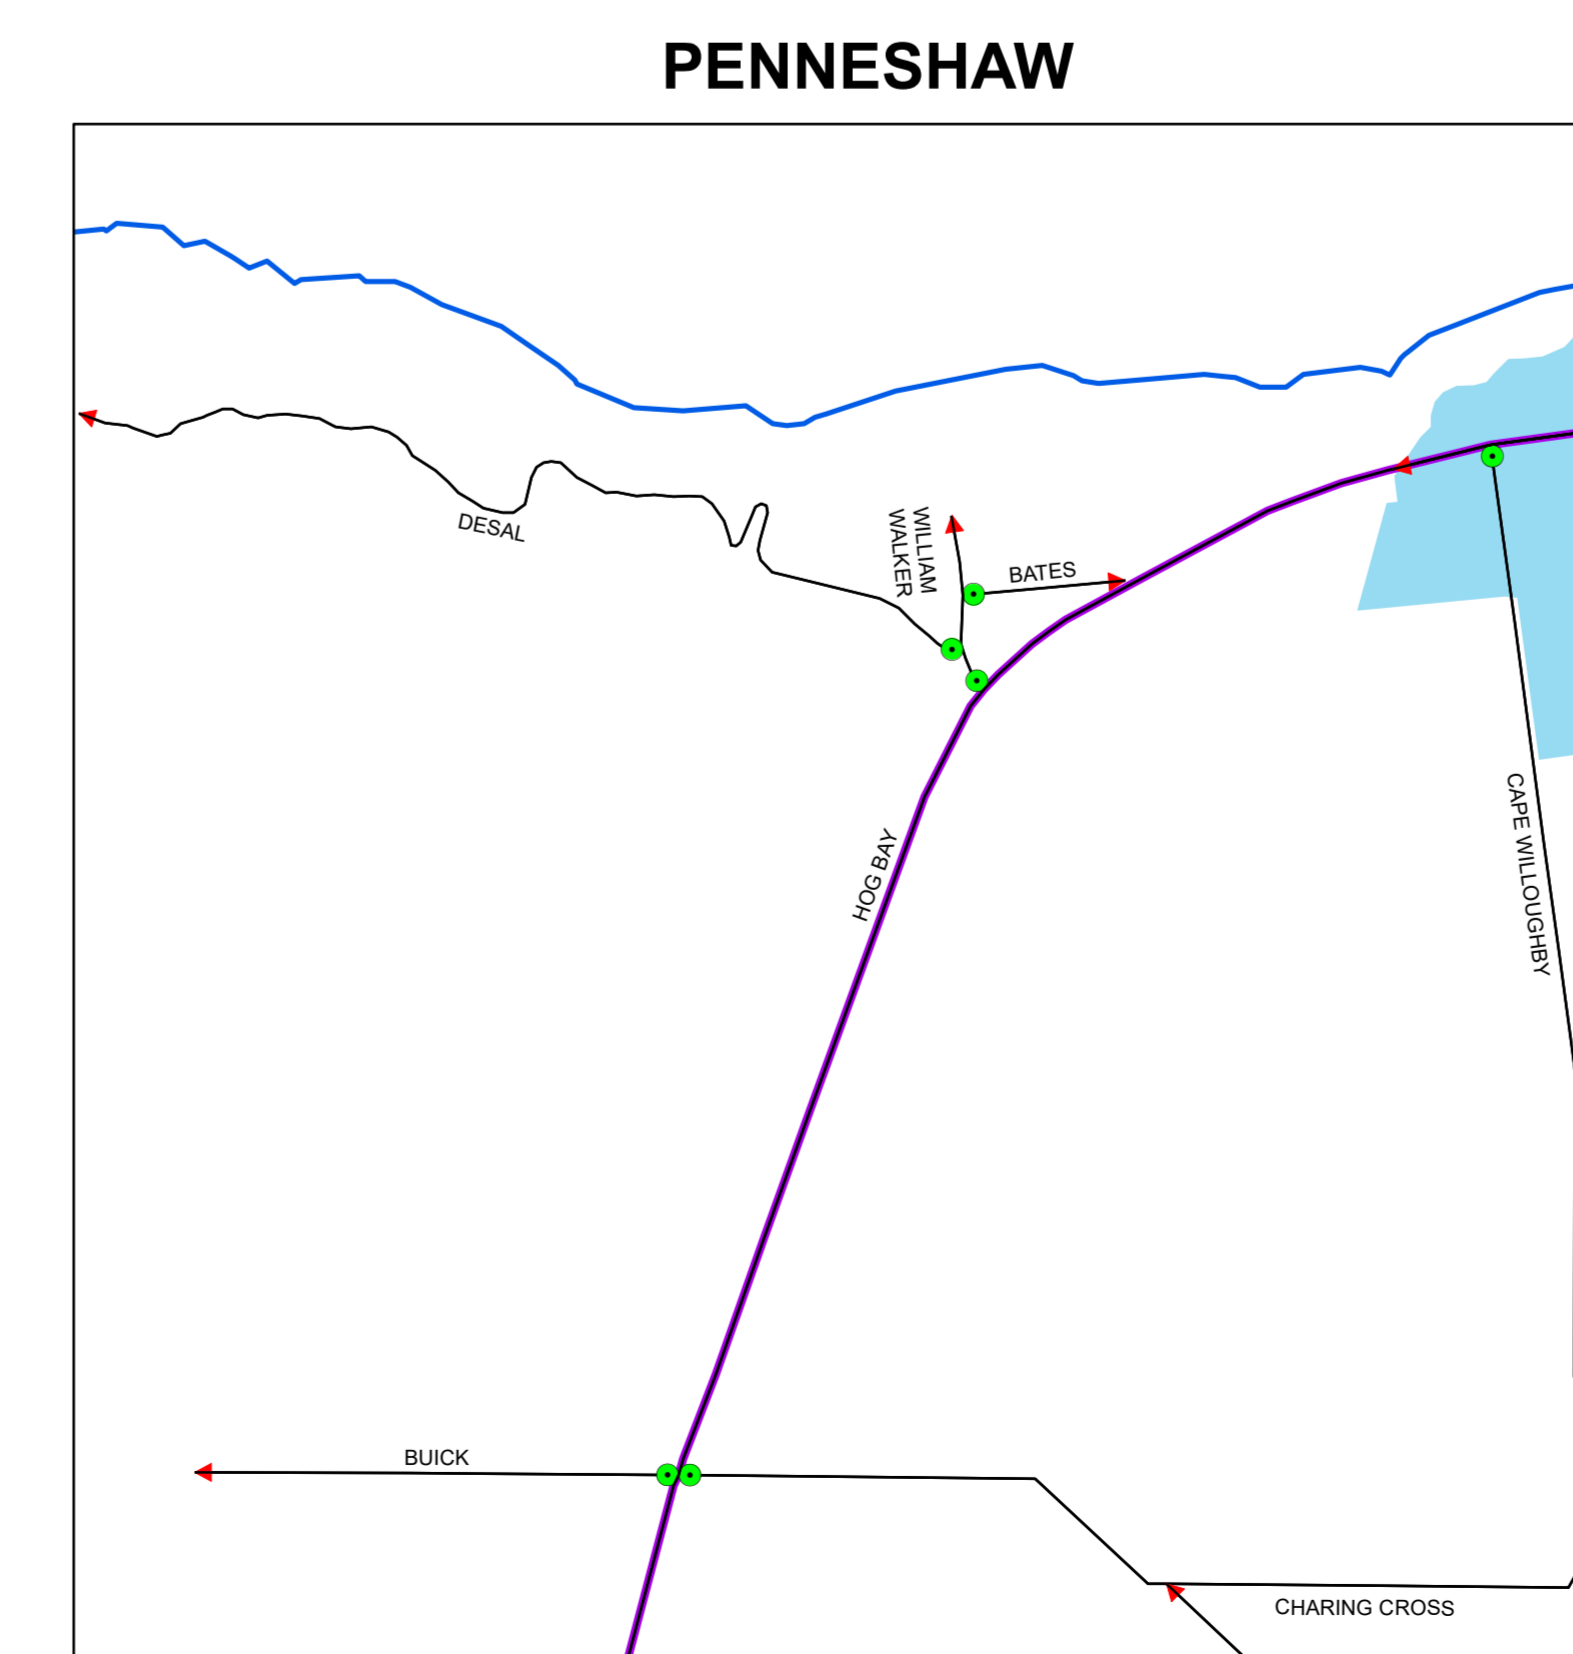 PENNESHAW
DESAL
WILLIAM
WALKER
BATES
HOG BAY
CAPE WILLOUGHBY
BUICK
CHARING CROSS